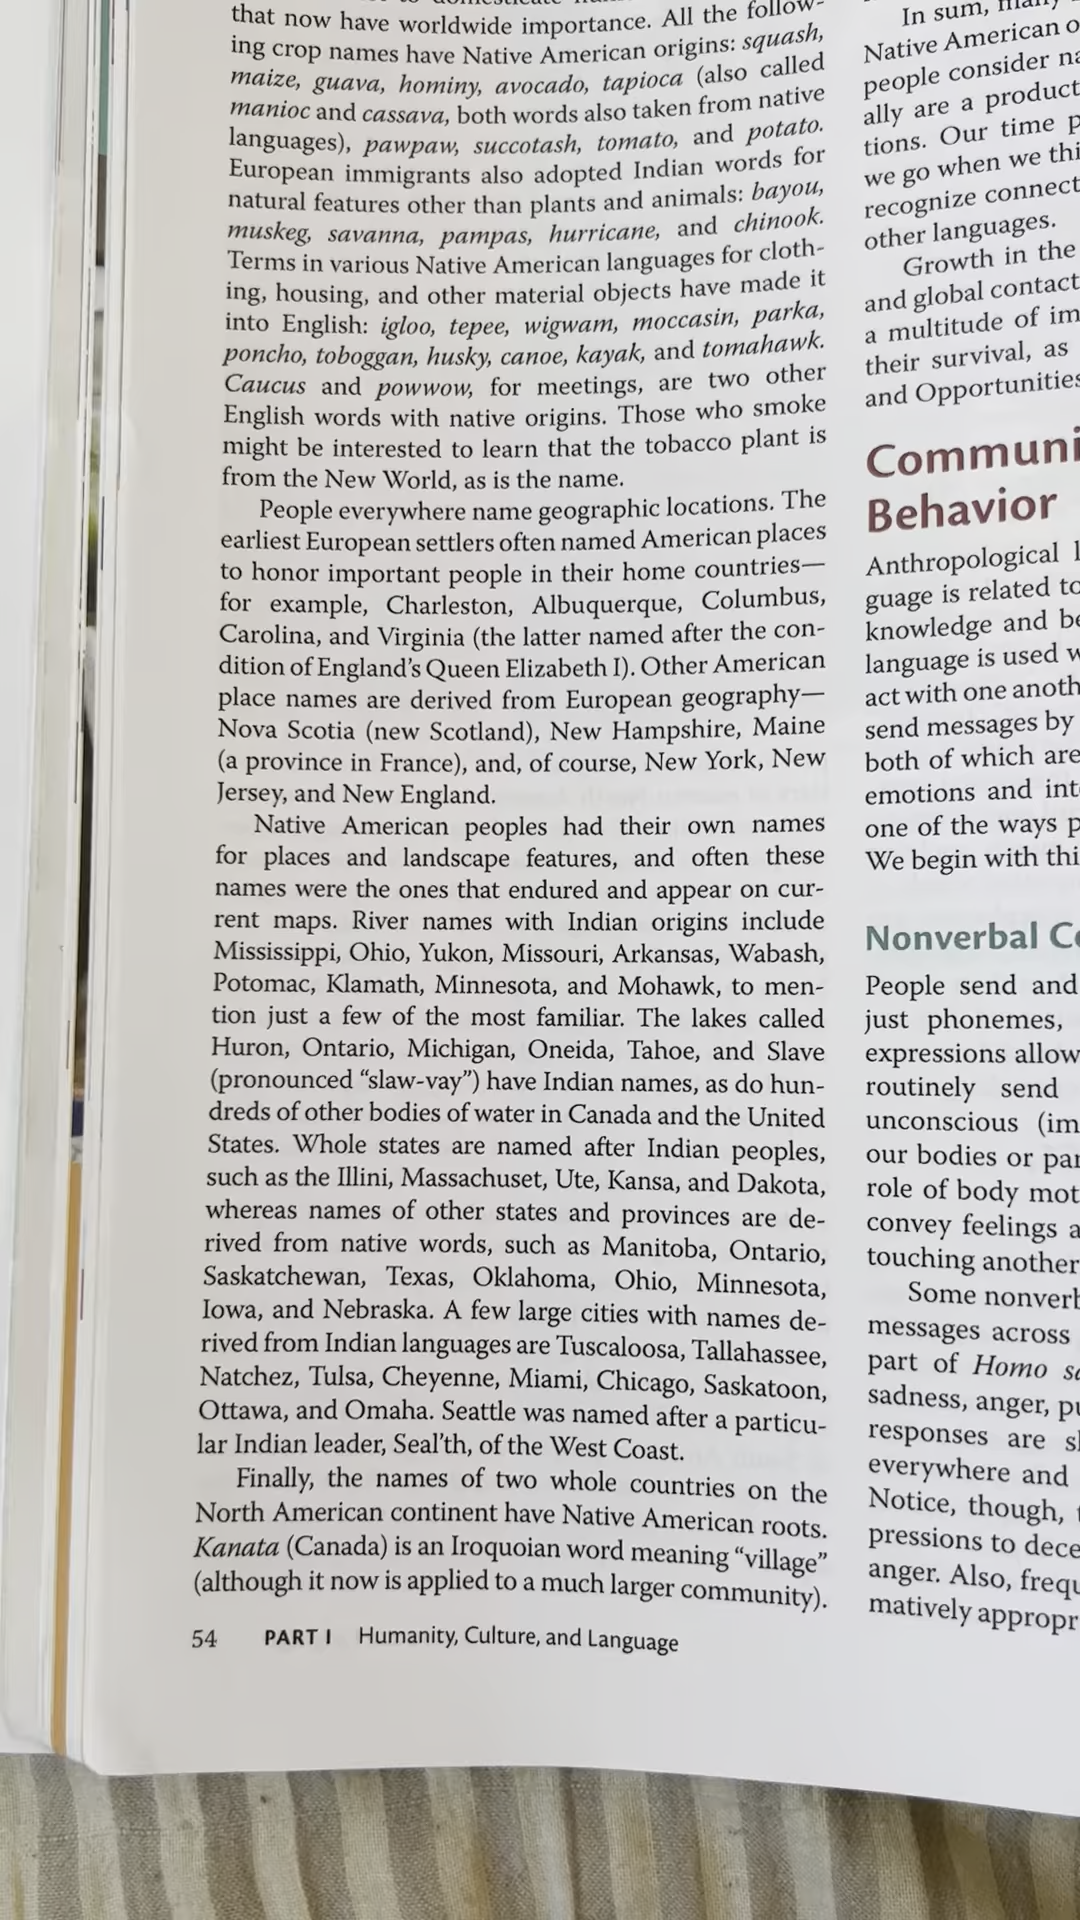 that now have worldwide importance. All the follow-
ing crop names have Native American origins: squash,
maize, guava, hominy, avocado, tapioca (also called
manioc and cassava, both words also taken from native
languages), pawpaw, succotash, tomato, and potato.
European immigrants also adopted Indian words for
natural features other than plants and animals: bayou,
muskeg, savanna, pampas, hurricane, and chinook.
Terms in various Native American languages for cloth-
ing, housing, and other material objects have made it
into English: igloo, tepee, wigwam, moccasin, parka,
poncho, toboggan, husky, canoe, kayak, and tomahawk.
Caucus and powwow, for meetings, are two other
English words with native origins. Those who smoke
might be interested to learn that the tobacco plant is
from the New World, as is the name.
People everywhere name geographic locations. The
earliest European settlers often named American places
to honor important people in their home countries—
for example, Charleston, Albuquerque, Columbus,
Carolina, and Virginia (the latter named after the con-
dition of England's Queen Elizabeth I). Other American
place names are derived from European geography—
Nova Scotia (new Scotland), New Hampshire, Maine
(a province in France), and, of course, New York, New
Jersey, and New England.
Native American peoples had their own names
for places and landscape features, and often these
names were the ones that endured and appear on cur-
rent maps. River names with Indian origins include
Mississippi, Ohio, Yukon, Missouri, Arkansas, Wabash,
Potomac, Klamath, Minnesota, and Mohawk, to men-
tion just a few of the most familiar. The lakes called
Huron, Ontario, Michigan, Oneida, Tahoe, and Slave
(pronounced "slaw-vay") have Indian names, as do hun-
dreds of other bodies of water in Canada and the United
States. Whole states are named after Indian peoples,
such as the Illini, Massachuset, Ute, Kansa, and Dakota,
whereas names of other states and provinces are de-
rived from native words, such as Manitoba, Ontario,
Saskatchewan, Texas, Oklahoma, Ohio, Minnesota,
Iowa, and Nebraska. A few large cities with names de-
rived from Indian languages are Tuscaloosa, Tallahassee,
Natchez, Tulsa, Cheyenne, Miami, Chicago, Saskatoon,
Ottawa, and Omaha. Seattle was named after a particu-
lar Indian leader, Seal'th, of the West Coast.
Finally, the names of two whole countries on the
North American continent have Native American roots.
Kanata (Canada) is an Iroquoian word meaning "village"
(although it now is applied to a much larger community).
54 PART I Humanity, Culture, and Language
In sum,
Native American
people consider
ally are a product
tions. Our time
we go when we
recognize
other languages.
Growth in the
and global contact
a multitude of
their survival, as
and Opportunities
Communi
Behavior
Anthropological
guage is related to
knowledge and
language is used
act with one
send messages by
both of which are
emotions and
one of the ways
We begin with
Nonverbal
People send and
just phonemes,
expressions allow
routinely send
unconscious
our bodies or
role of body
convey feelings
touching another
Some
messages across
part of Homo
sadness, anger,
responses are
everywhere and
Notice, though,
pressions to
anger. Also,
matively